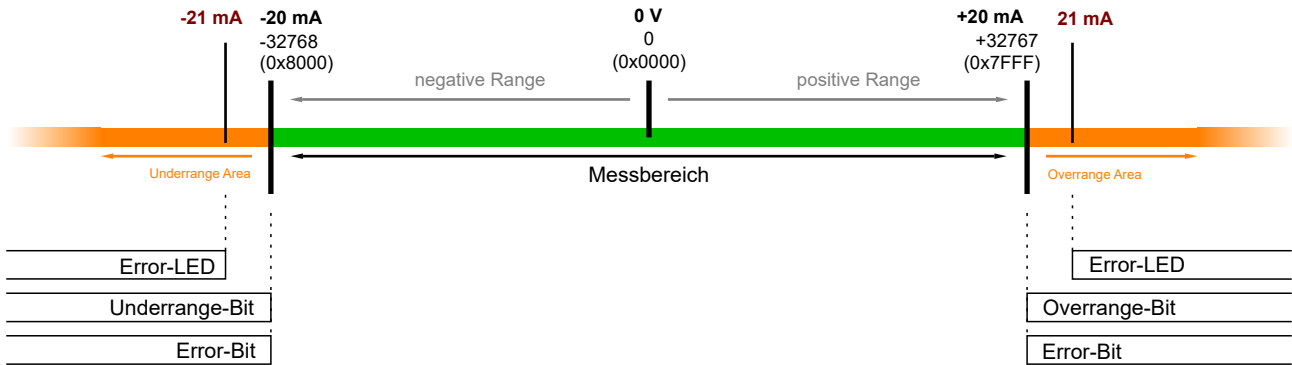 -21 mA
-20 mA
0 V
+20 mA
21 mA
-32768
0
+32767
(0x8000)
(0x0000)
(0x7FFF)
negative Range
positive Range
Underrange Area
Messbereich
Overrange Area
Error-LED
Error-LED
Underrange-Bit
Overrange-Bit
Error-Bit
Error-Bit